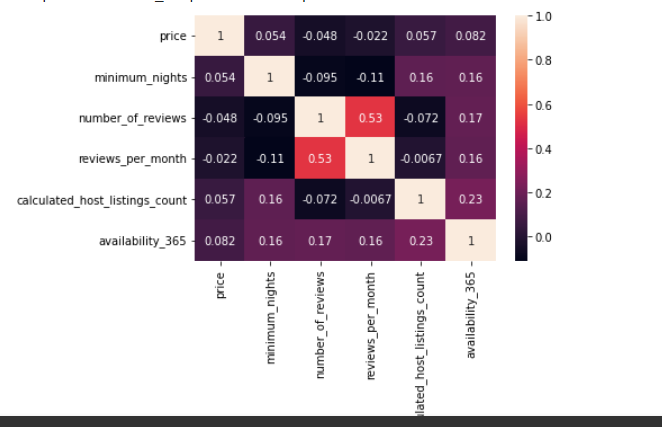 price 1 0.054 -0.048 -0.022 0.057 0.082
minimum_nights 0.054 1 -0.095 -0.11 0.16 0.16
number_of_reviews -0.048 -0.095 1 0.53 -0.072 0.17
reviews_per_month -0.022 -0.11 0.53 1 -0.0067 0.16
calculated_host_listings_count 0.057 0.16 -0.072 -0.0067 1 0.23
availability_365 0.082 0.16 0.17 0.16 0.23 1
price
minimum_nights
number_of_reviews
reviews_per_month
ulated_host_listings_count
availability_365
1.0
0.8
0.6
0.4
0.2
0.0